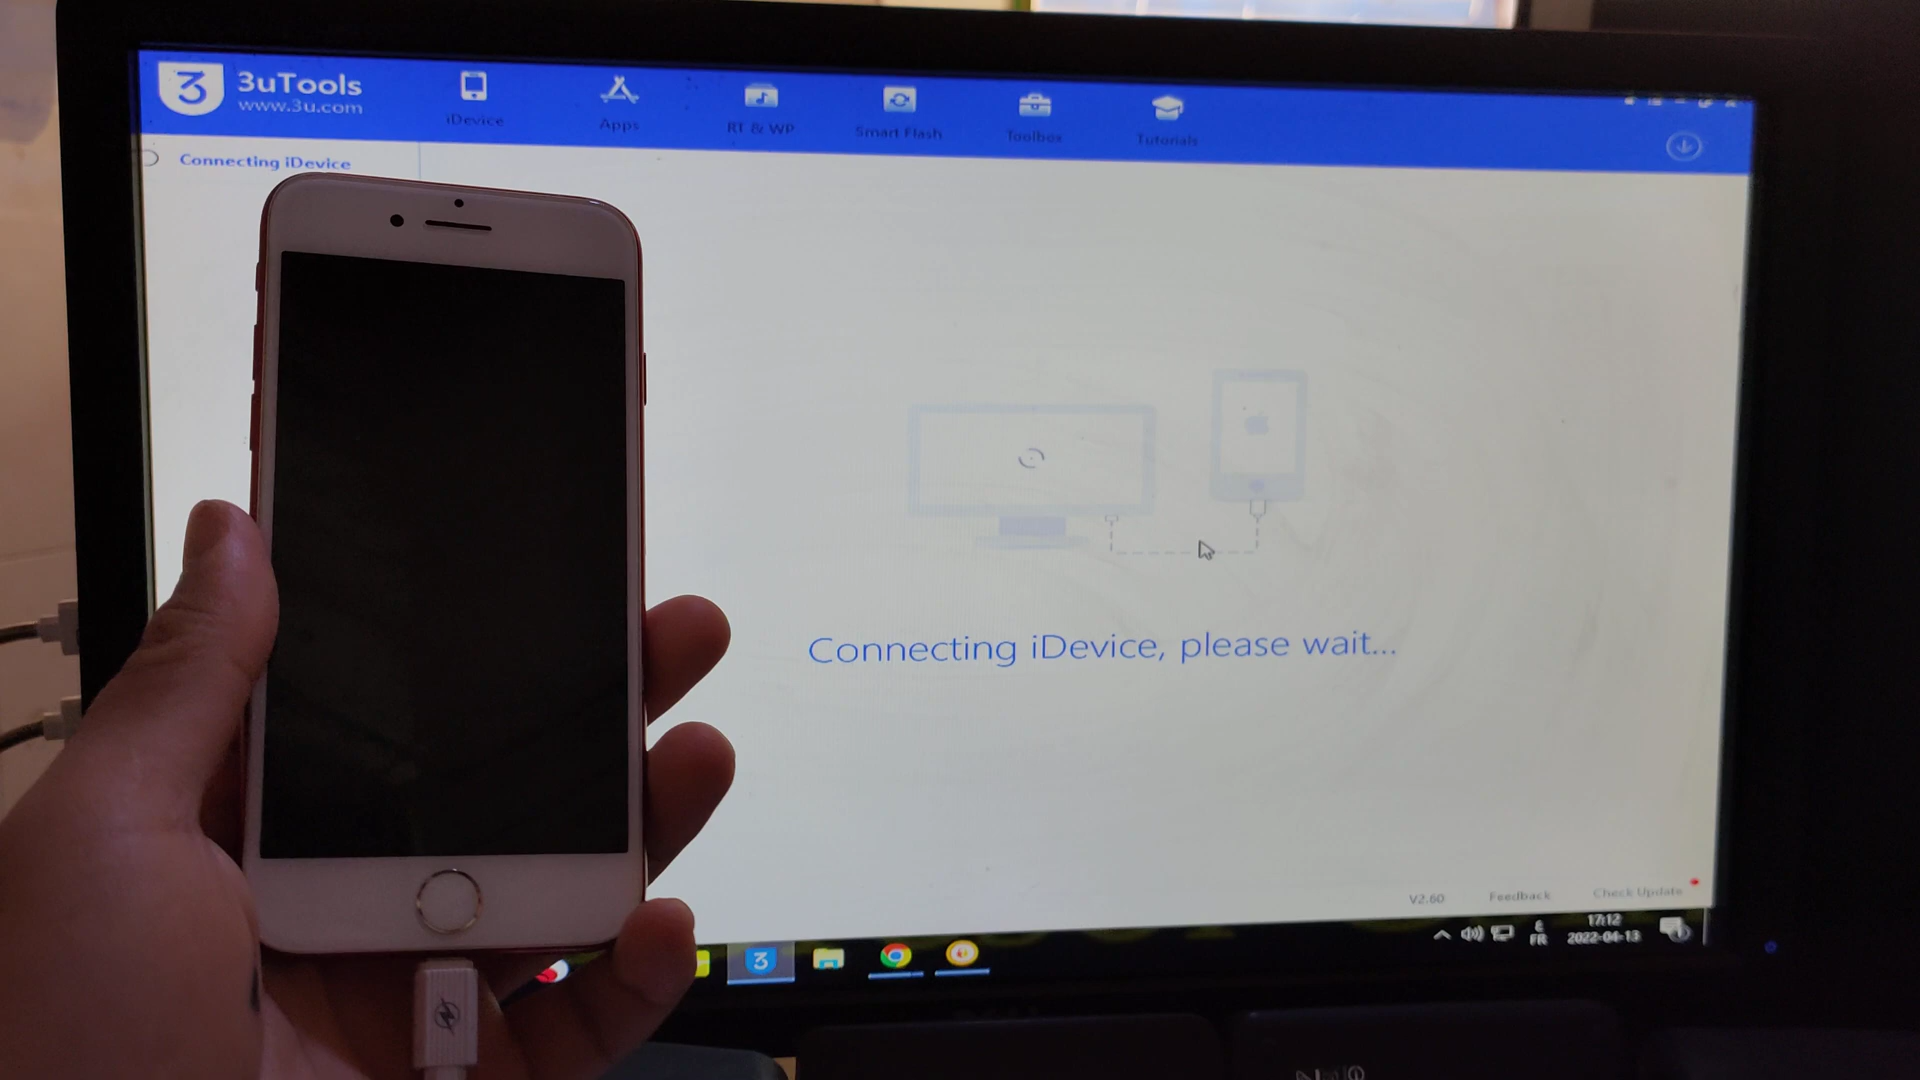 3uTools
www.3u.com
iDevice
Apps
RT & WP
Smart Flash
Toolbox
Tutorials
Connecting iDevice
Connecting iDevice, please wait...
V2.60
Feedback
Check Update
17:12
FR
2022-04-13